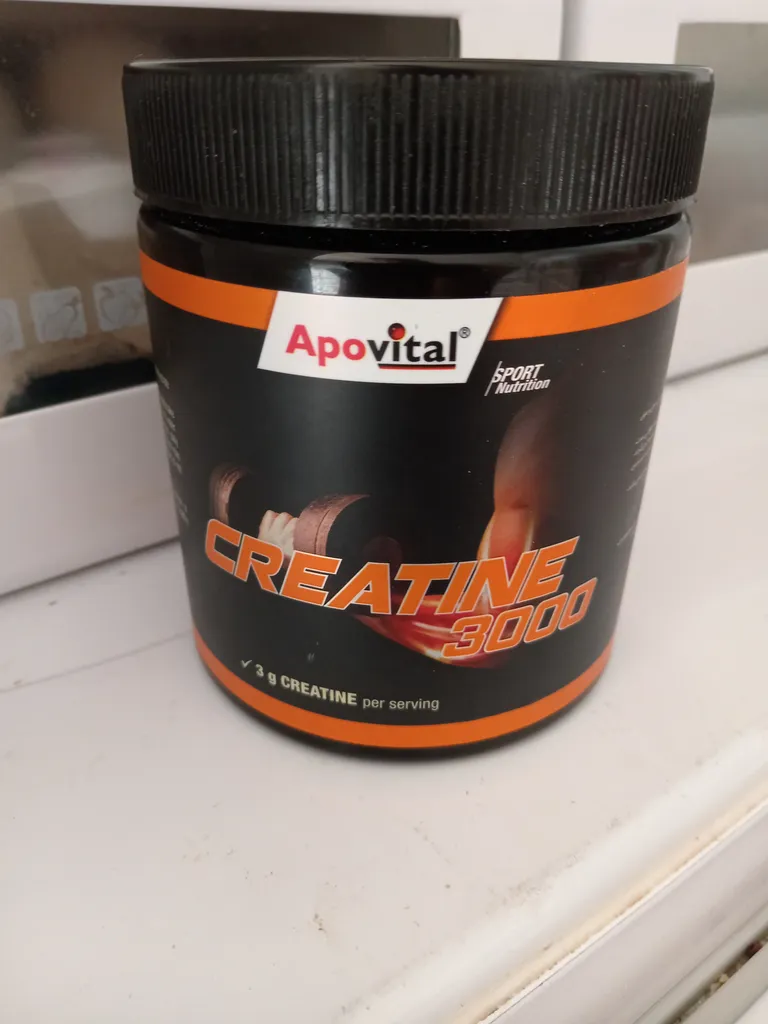 Apovital®
SPORT
Nutrition
CREATINE
3000
✓ 3 g CREATINE per serving